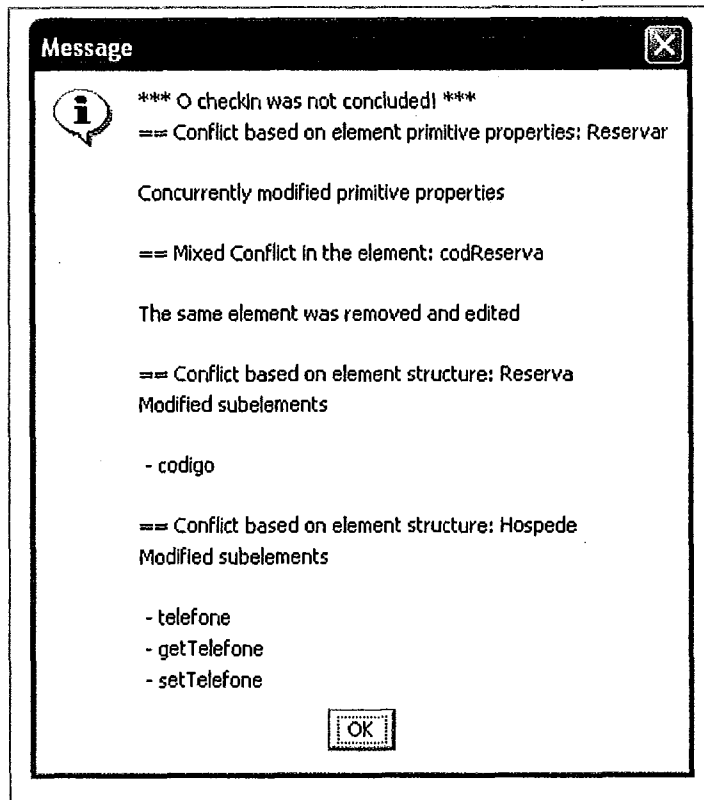 Message
*** O checkin was not concluded! ***
== Conflict based on element primitive properties: Reservar
Concurrently modified primitive properties
== Mixed Conflict in the element: codReserva
The same element was removed and edited
== Conflict based on element structure: Reserva
Modified subelements
- codigo
== Conflict based on element structure: Hospede
Modified subelements
- telefone
- getTelefone
- setTelefone
OK